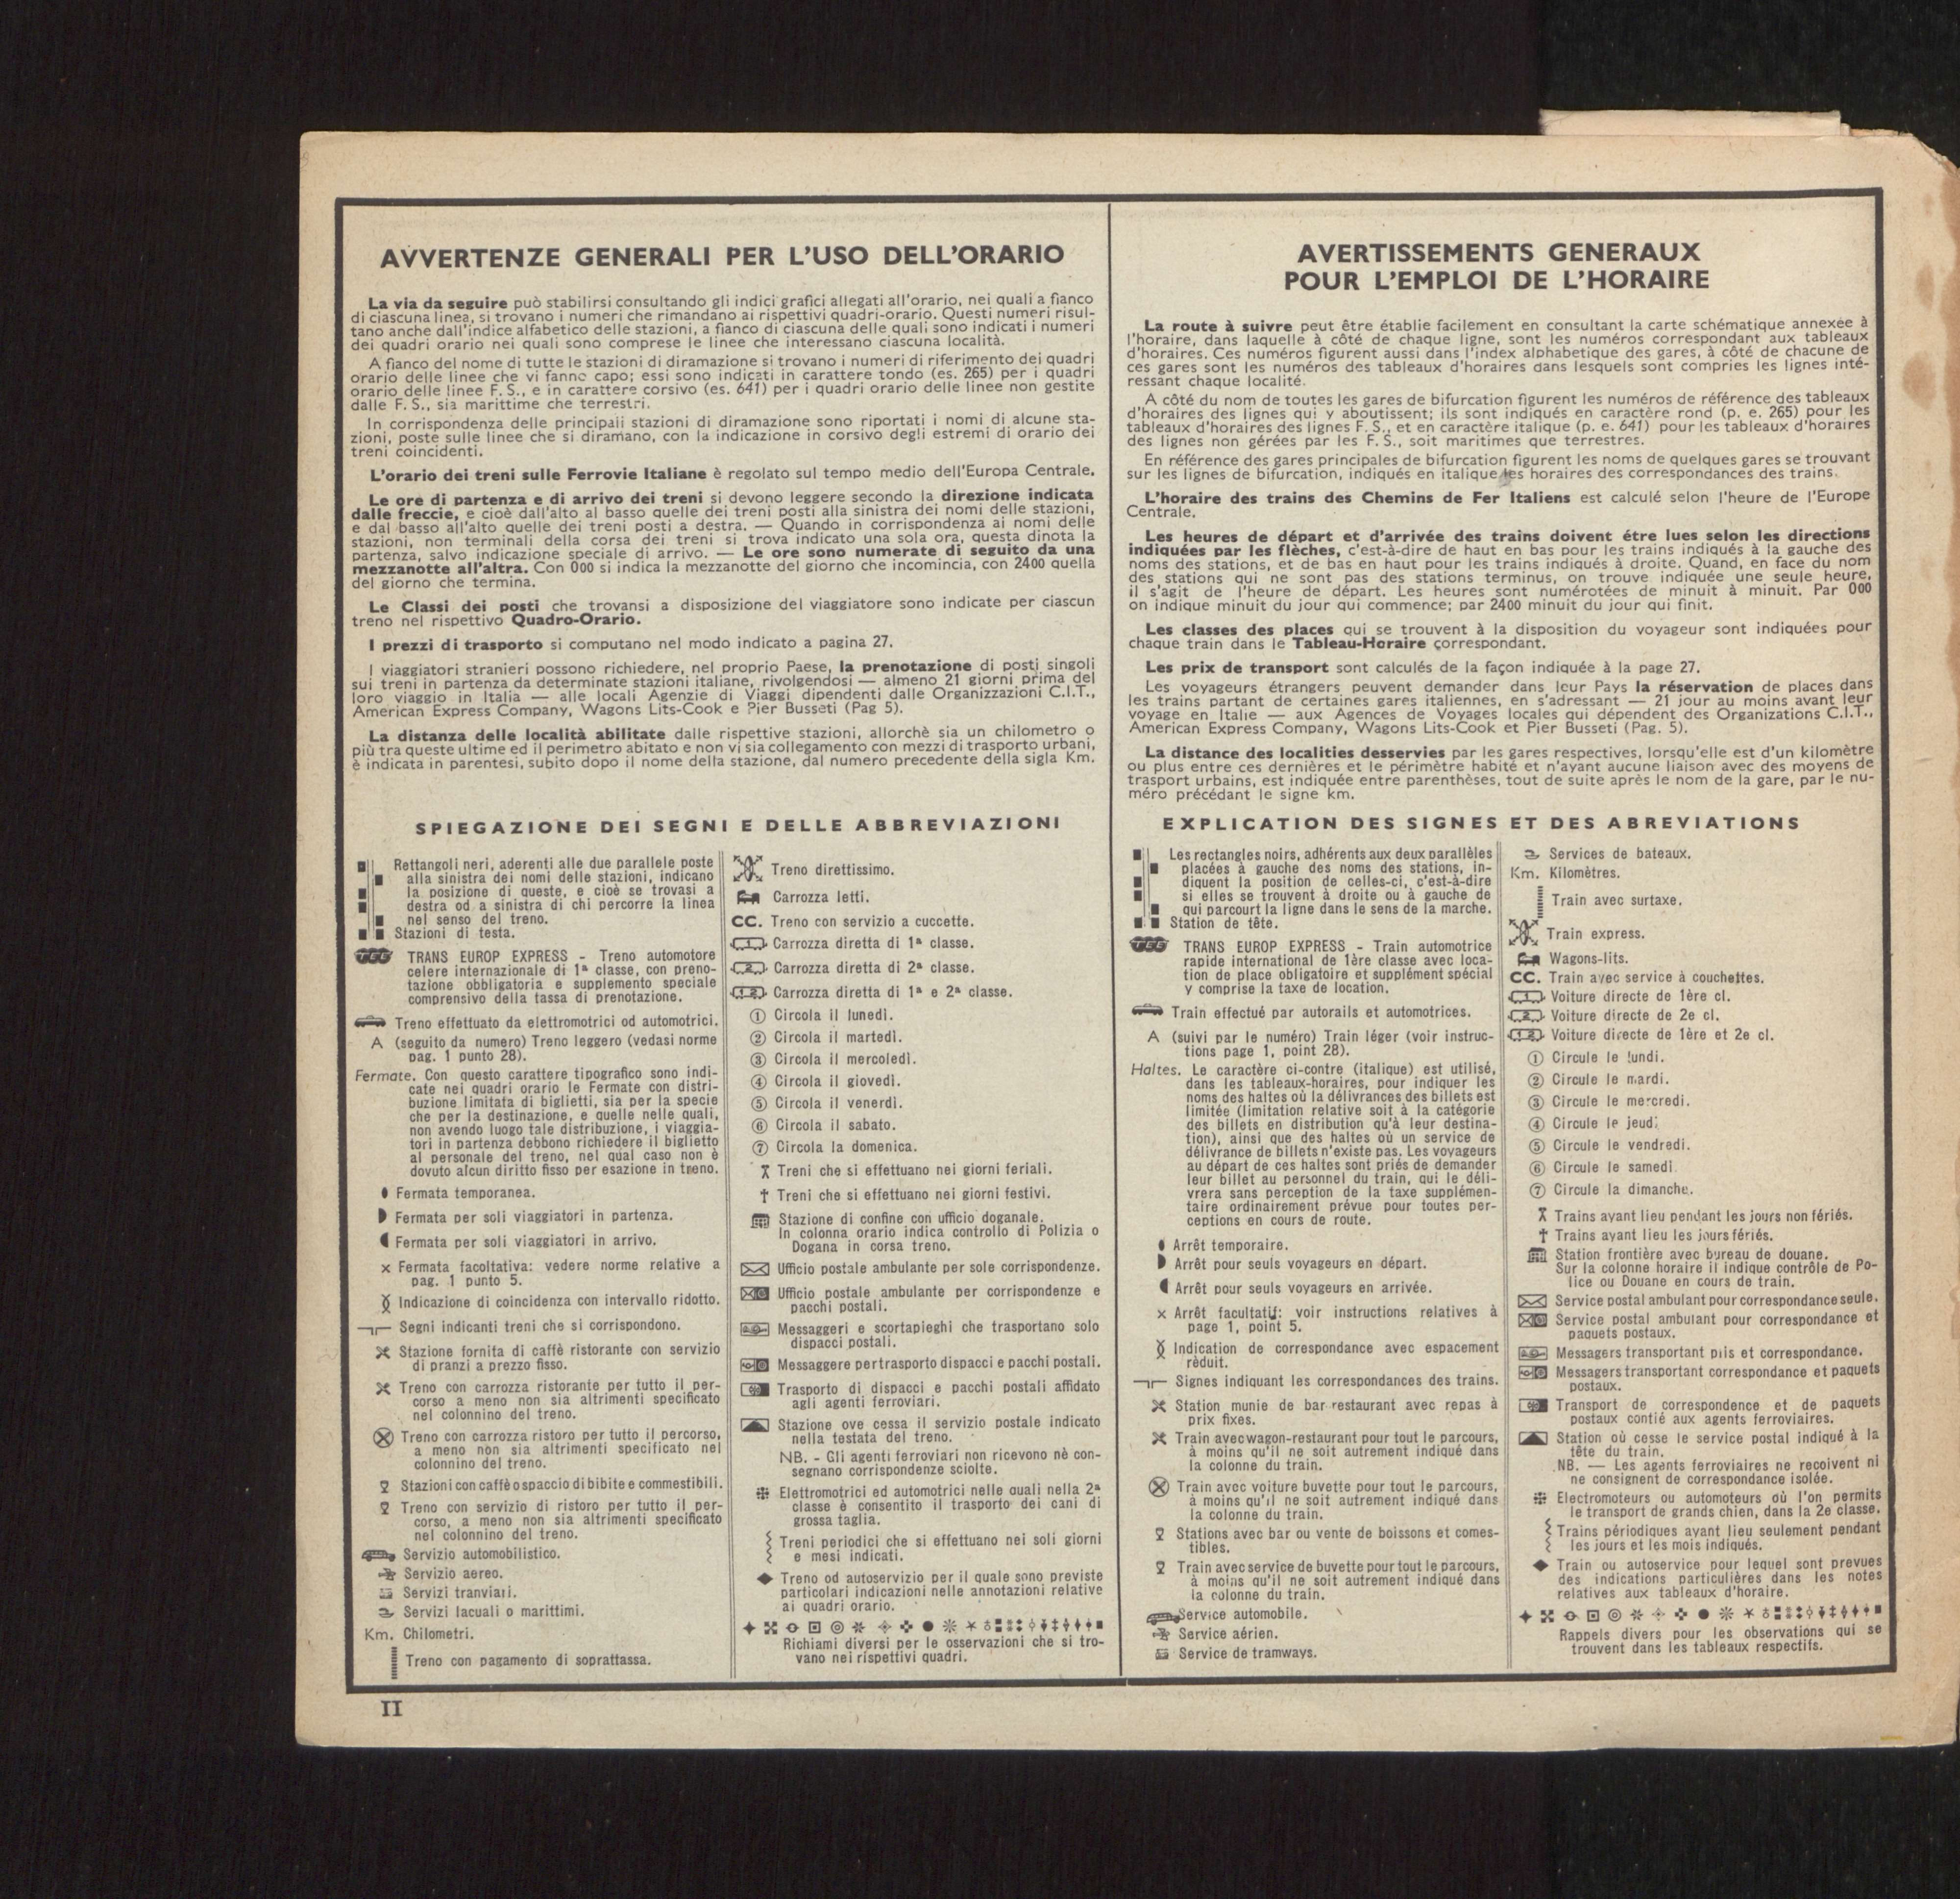 AVVERTENZE GENERALI PER L'USO DELL'ORARIO
La via da seguire può stabilirsi consultando gli indici grafici allegati all'orario, nei quali a fianco
di ciascuna linea, si trovano i numeri che rimandano ai rispettivi quadri-orario. Questi numeri risul-
tano anche dall'indice alfabetico delle stazioni, a fianco di ciascuna delle quali sono indicati i numeri
dei quadri orario nei quali sono comprese le linee che interessano ciascuna località.
A fianco del nome di tutte le stazioni di diramazione si trovano i numeri di riferimento dei quadri
orario delle linee che vi fanno capo; essi sono indicati in carattere tondo (es. 265) per i quadri
orario delle linee F. S., e in carattere corsivo (es. 641) per i quadri orario delle linee non gestite
dalle F. S., sia marittime che terrestri.
In corrispondenza delle principali stazioni di diramazione sono riportati i nomi di alcune sta-
zioni, poste sulle linee che si diramano, con la indicazione in corsivo degli estremi di orario dei
treni coincidenti.
L'orario dei treni sulle Ferrovie Italiane è regolato sul tempo medio dell'Europa Centrale.
Le ore di partenza e di arrivo dei treni si devono leggere secondo la direzione indicata
dalle freccie, e cioè dall'alto al basso quelle dei treni posti alla sinistra dei nomi delle stazioni,
e dal basso all'alto quelle dei treni posti a destra. — Quando in corrispondenza ai nomi delle
stazioni, non terminali della corsa dei treni si trova indicato una sola ora, questa dinota la
partenza, salvo indicazione speciale di arrivo. — Le ore sono numerate di seguito da una
mezzanotte all'altra. Con 000 si indica la mezzanotte del giorno che incomincia, con 2400 quella
del giorno che termina.
Le Classi dei posti che trovansi a disposizione del viaggiatore sono indicate per ciascun
treno nel rispettivo Quadro-Orario.
I prezzi di trasporto si computano nel modo indicato a pagina 27.
I viaggiatori stranieri possono richiedere, nel proprio Paese, la prenotazione di posti singoli
sui treni in partenza da determinate stazioni italiane, rivolgendosi — almeno 21 giorni prima del
loro viaggio in Italia — alle locali Agenzie di Viaggi dipendenti dalle Organizzazioni C.I.T.,
American Express Company, Wagons Lits-Cook e Pier Busseti (Pag 5).
La distanza delle località abilitate dalle rispettive stazioni, allorchè sia un chilometro o
più tra queste ultime ed il perimetro abitato e non vi sia collegamento con mezzi di trasporto urbani,
è indicata in parentesi, subito dopo il nome della stazione, dal numero precedente della sigla Km.
SPIEGAZIONE DEI SEGNI E DELLE ABBREVIAZIONI
Rettangoli neri, aderenti alle due parallele poste
alla sinistra dei nomi delle stazioni, indicano
la posizione di queste, e cioè se trovasi a
destra od a sinistra di chi percorre la linea
nel senso del treno.
Stazioni di testa.
TEE TRANS EUROP EXPRESS - Treno automotore
celere internazionale di 1ª classe, con preno-
tazione obbligatoria e supplemento speciale
comprensivo della tassa di prenotazione.
Treno effettuato da elettromotrici od automotrici.
A (seguito da numero) Treno leggero (vedasi norme
pag. 1 punto 28).
Fermate. Con questo carattere tipografico sono indi-
cate nei quadri orario le Fermate con distri-
buzione limitata di biglietti, sia per la specie
che per la destinazione, e quelle nelle quali,
non avendo luogo tale distribuzione, i viaggia-
tori in partenza debbono richiedere il biglietto
al personale del treno, nel qual caso non è
dovuto alcun diritto fisso per esazione in treno.
Fermata temporanea.
Fermata per soli viaggiatori in partenza.
Fermata per soli viaggiatori in arrivo.
× Fermata facoltativa: vedere norme relative a
pag. 1 punto 5.
Indicazione di coincidenza con intervallo ridotto.
Segni indicanti treni che si corrispondono.
Stazione fornita di caffè ristorante con servizio
di pranzi a prezzo fisso.
Treno con carrozza ristorante per tutto il per-
corso a meno non sia altrimenti specificato
nel colonnino del treno.
Treno con carrozza ristoro per tutto il percorso,
a meno non sia altrimenti specificato nel
colonnino del treno.
Stazioni con caffè o spaccio di bibite e commestibili.
Treno con servizio di ristoro per tutto il per-
corso, a meno non sia altrimenti specificato
nel colonnino del treno.
Servizio automobilistico.
Servizio aereo.
Servizi tranviari.
Servizi lacuali o marittimi.
Km. Chilometri.
Treno con pagamento di soprattassa.
Treno direttissimo.
Carrozza letti.
CC. Treno con servizio a cuccette.
1 Carrozza diretta di 1ª classe.
2 Carrozza diretta di 2ª classe.
1 2 Carrozza diretta di 1ª e 2ª classe.
① Circola il lunedì.
② Circola il martedì.
③ Circola il mercoledì.
④ Circola il giovedì.
⑤ Circola il venerdì.
⑥ Circola il sabato.
⑦ Circola la domenica.
Treni che si effettuano nei giorni feriali.
† Treni che si effettuano nei giorni festivi.
Stazione di confine con ufficio doganale.
In colonna orario indica controllo di Polizia o
Dogana in corsa treno.
Ufficio postale ambulante per sole corrispondenze.
Ufficio postale ambulante per corrispondenze e
pacchi postali.
Messaggeri e scortapieghi che trasportano solo
dispacci postali.
Messaggere per trasporto dispacci e pacchi postali.
Trasporto di dispacci e pacchi postali affidato
agli agenti ferroviari.
Stazione ove cessa il servizio postale indicato
nella testata del treno.
NB. - Gli agenti ferroviari non ricevono nè con-
segnano corrispondenze sciolte.
Elettromotrici ed automotrici nelle quali nella 2ª
classe è consentito il trasporto dei cani di
grossa taglia.
Treni periodici che si effettuano nei soli giorni
e mesi indicati.
◆ Treno od autoservizio per il quale sono previste
particolari indicazioni nelle annotazioni relative
ai quadri orario.
Richiami diversi per le osservazioni che si tro-
vano nei rispettivi quadri.
II
AVERTISSEMENTS GENERAUX
POUR L'EMPLOI DE L'HORAIRE
La route à suivre peut être établie facilement en consultant la carte schématique annexée à
l'horaire, dans laquelle à côté de chaque ligne, sont les numéros correspondant aux tableaux
d'horaires. Ces numéros figurent aussi dans l'index alphabetique des gares, à côté de chacune de
ces gares sont les numéros des tableaux d'horaires dans lesquels sont compries les lignes inté-
ressant chaque localité.
A côté du nom de toutes les gares de bifurcation figurent les numéros de référence des tableaux
d'horaires des lignes qui y aboutissent; ils sont indiqués en caractère rond (p. e. 265) pour les
tableaux d'horaires des lignes F. S., et en caractère italique (p. e. 641) pour les tableaux d'horaires
des lignes non gérées par les F. S., soit maritimes que terrestres.
En référence des gares principales de bifurcation figurent les noms de quelques gares se trouvant
sur les lignes de bifurcation, indiqués en italique les horaires des correspondances des trains.
L'horaire des trains des Chemins de Fer Italiens est calculé selon l'heure de l'Europe
Centrale.
Les heures de départ et d'arrivée des trains doivent étre lues selon les directions
indiquées par les flèches, c'est-à-dire de haut en bas pour les trains indiqués à la gauche des
noms des stations, et de bas en haut pour les trains indiqués à droite. Quand, en face du nom
des stations qui ne sont pas des stations terminus, on trouve indiquée une seule heure,
il s'agit de l'heure de départ. Les heures sont numérotées de minuit à minuit. Par 000
on indique minuit du jour qui commence; par 2400 minuit du jour qui finit.
Les classes des places qui se trouvent à la disposition du voyageur sont indiquées pour
chaque train dans le Tableau-Horaire correspondant.
Les prix de transport sont calculés de la façon indiquée à la page 27.
Les voyageurs étrangers peuvent demander dans leur Pays la réservation de places dans
les trains partant de certaines gares italiennes, en s'adressant — 21 jour au moins avant leur
voyage en Italie — aux Agences de Voyages locales qui dépendent des Organizations C.I.T.,
American Express Company, Wagons Lits-Cook et Pier Busseti (Pag. 5).
La distance des localities desservies par les gares respectives, lorsqu'elle est d'un kilomètre
ou plus entre ces dernières et le périmètre habité et n'ayant aucune liaison avec des moyens de
trasport urbains, est indiquée entre parenthèses, tout de suite après le nom de la gare, par le nu-
méro précédant le signe km.
EXPLICATION DES SIGNES ET DES ABREVIATIONS
Les rectangles noirs, adhérents aux deux parallèles
placées à gauche des noms des stations, in-
diquent la position de celles-ci, c'est-à-dire
si elles se trouvent à droite ou à gauche de
qui parcourt la ligne dans le sens de la marche.
Station de tête.
TEE TRANS EUROP EXPRESS - Train automotrice
rapide international de 1ère classe avec loca-
tion de place obligatoire et supplément spécial
y comprise la taxe de location.
Train effectué par autorails et automotrices.
A (suivi par le numéro) Train léger (voir instruc-
tions page 1, point 28).
Haltes. Le caractère ci-contre (italique) est utilisé,
dans les tableaux-horaires, pour indiquer les
noms des haltes où la délivrances des billets est
limitée (limitation relative soit à la catégorie
des billets en distribution qu'à leur destina-
tion), ainsi que des haltes où un service de
délivrance de billets n'existe pas. Les voyageurs
au départ de ces haltes sont priés de demander
leur billet au personnel du train, qui le déli-
vrera sans perception de la taxe supplémen-
taire ordinairement prévue pour toutes per-
ceptions en cours de route.
Arrêt temporaire.
Arrêt pour seuls voyageurs en départ.
Arrêt pour seuls voyageurs en arrivée.
× Arrêt facultatif: voir instructions relatives à
page 1, point 5.
Indication de correspondance avec espacement
rèduit.
Signes indiquant les correspondances des trains.
Station munie de bar restaurant avec repas à
prix fixes.
Train avec wagon-restaurant pour tout le parcours,
à moins qu'il ne soit autrement indiqué dans
la colonne du train.
Train avec voiture buvette pour tout le parcours,
à moins qu'il ne soit autrement indiqué dans
la colonne du train.
Stations avec bar ou vente de boissons et comes-
tibles.
Train avec service de buvette pour tout le parcours,
à moins qu'il ne soit autrement indiqué dans
la colonne du train.
Service automobile.
Service aérien.
Service de tramways.
Services de bateaux.
Km. Kilomètres.
Train avec surtaxe.
Train express.
Wagons-lits.
CC. Train avec service à couchettes.
1 Voiture directe de 1ère cl.
2 Voiture directe de 2e cl.
1 2 Voiture directe de 1ère et 2e cl.
① Circule le lundi.
② Circule le mardi.
③ Circule le mercredi.
④ Circule le jeudi
⑤ Circule le vendredi.
⑥ Circule le samedi
⑦ Circule la dimanche.
Trains ayant lieu pendant les jours non fériés.
† Trains ayant lieu les jours fériés.
Station frontière avec bureau de douane.
Sur la colonne horaire il indique contrôle de Po-
lice ou Douane en cours de train.
Service postal ambulant pour correspondance seule.
Service postal ambulant pour correspondance et
paquets postaux.
Messagers transportant plis et correspondance.
Messagers transportant correspondance et paquets
postaux.
Transport de correspondence et de paquets
postaux contié aux agents ferroviaires.
Station où cesse le service postal indiqué à la
tête du train.
NB. — Les agents ferroviaires ne recoivent ni
ne consignent de correspondance isolée.
Electromoteurs ou automoteurs où l'on permits
le transport de grands chien, dans la 2e classe.
Trains périodiques ayant lieu seulement pendant
les jours et les mois indiqués.
◆ Train ou autoservice pour lequel sont prevues
des indications particulières dans les notes
relatives aux tableaux d'horaire.
Rappels divers pour les observations qui se
trouvent dans les tableaux respectifs.